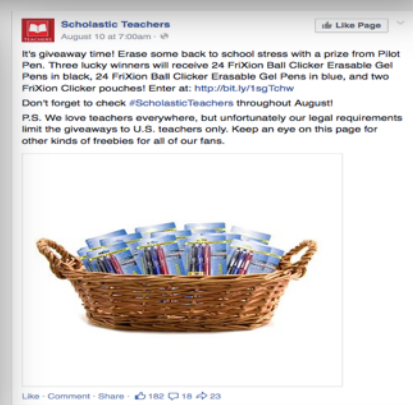 Scholastic Teachers
August 10 at 7:00am ·
Like Page
It's giveaway time! Erase some back to school stress with a prize from Pilot
Pen. Three lucky winners will receive 24 FriXion Ball Clicker Erasable Gel
Pens in black, 24 FriXion Ball Clicker Erasable Gel Pens in blue, and two
FriXion Clicker pouches! Enter at: http://bit.ly/1sgTchw
Don't forget to check #ScholasticTeachers throughout August!
P.S. We love teachers everywhere, but unfortunately our legal requirements
limit the giveaways to U.S. teachers only. Keep an eye on this page for
other kinds of freebies for all of our fans.
Like · Comment · Share · 182 18 23